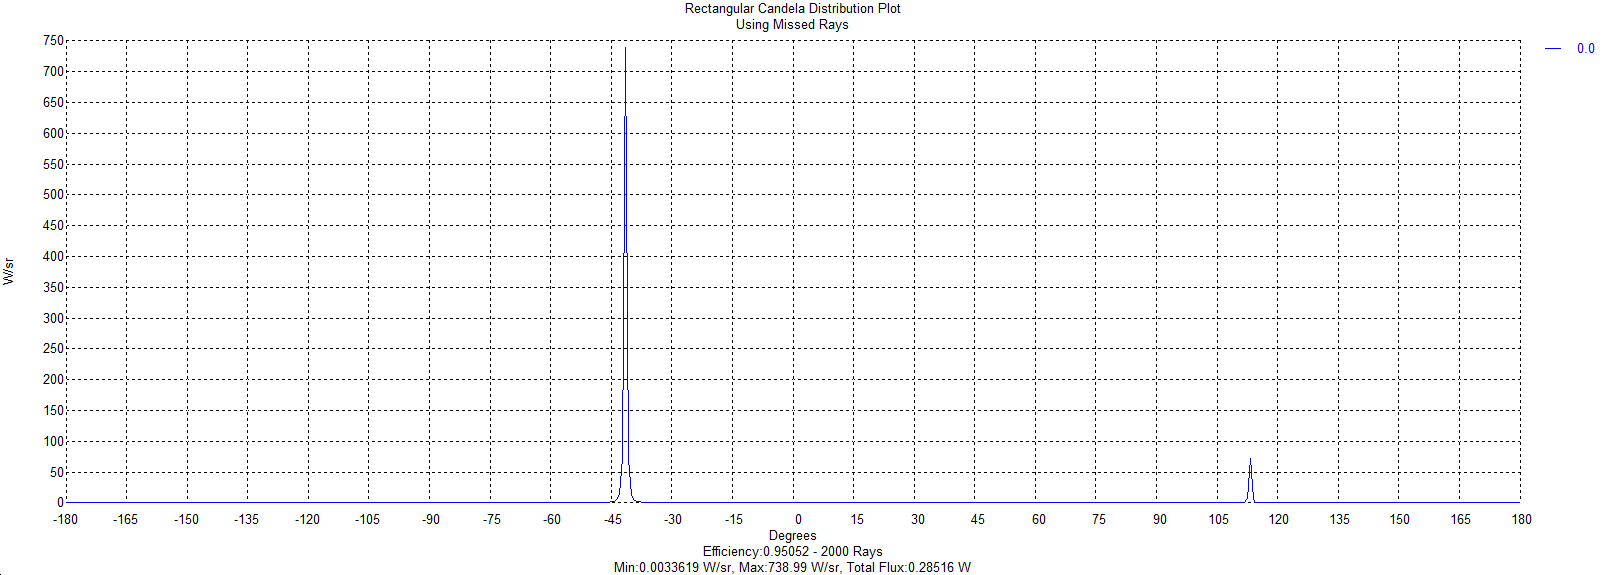 Rectangular Candela Distribution Plot
Using Missed Rays
0.0
750
700
650
600
550
500
450
400
350
300
250
200
150
100
50
0
W/sr
-180 -165 -150 -135 -120 -105 -90 -75 -60 -45 -30 -15 0 15 30 45 60 75 90 105 120 135 150 165 180
Degrees
Efficiency:0.95052 - 2000 Rays
Min:0.0033619 W/sr, Max:738.99 W/sr, Total Flux:0.28516 W